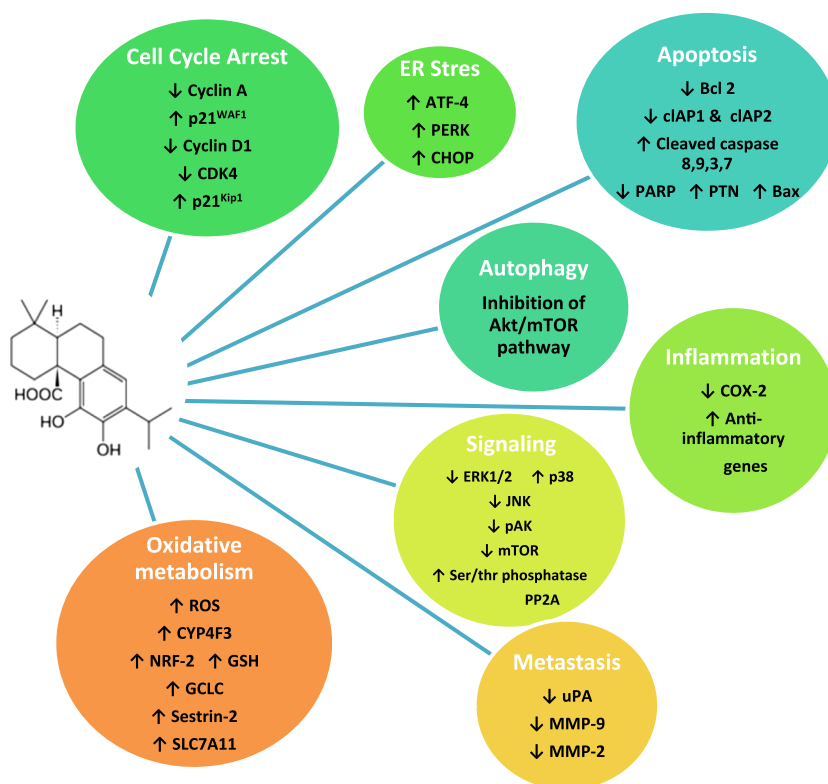 Cell Cycle Arrest
↓ Cyclin A
↑ p21WAF1
↓ Cyclin D1
↓ CDK4
↑ p21Kip1
ER Stres
↑ ATF-4
↑ PERK
↑ CHOP
Apoptosis
↓ Bcl 2
↓ clAP1 & clAP2
↑ Cleaved caspase
8,9,3,7
↓ PARP ↑ PTN ↑ Bax
Autophagy
Inhibition of
Akt/mTOR
pathway
Inflammation
↓ COX-2
↑ Anti-
inflammatory
genes
H
HOOC
HO
OH
Signaling
↓ ERK1/2 ↑ p38
↓ JNK
↓ pAK
↓ mTOR
↑ Ser/thr phosphatase
PP2A
Oxidative
metabolism
↑ ROS
↑ CYP4F3
↑ NRF-2 ↑ GSH
↑ GCLC
↑ Sestrin-2
↑ SLC7A11
Metastasis
↓ uPA
↓ MMP-9
↓ MMP-2